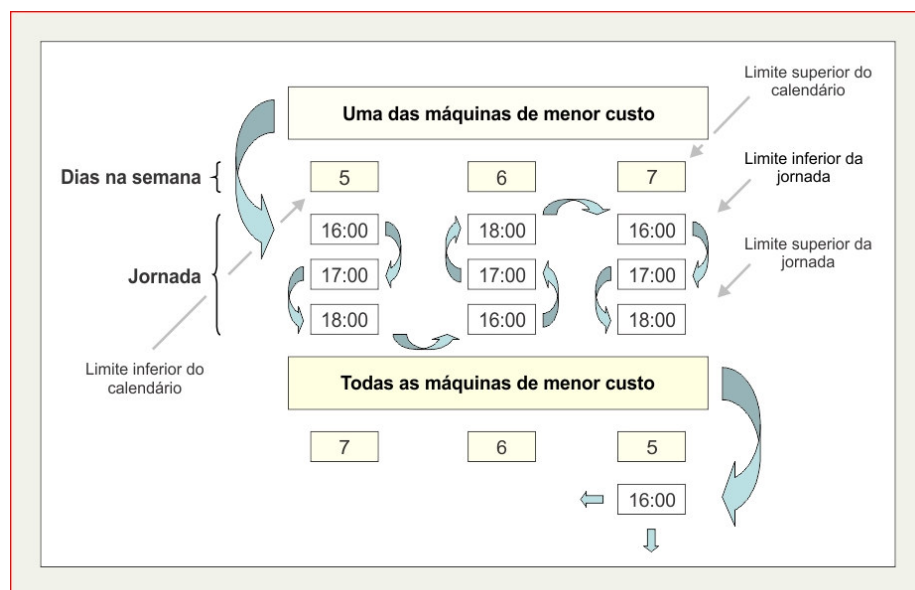 Limite superior do
calendário
Uma das máquinas de menor custo
Dias na semana
5
6
7
Limite inferior da
jornada
16:00
18:00
16:00
Jornada
17:00
17:00
17:00
Limite superior da
jornada
18:00
16:00
18:00
Limite inferior do
calendário
Todas as máquinas de menor custo
7
6
5
16:00